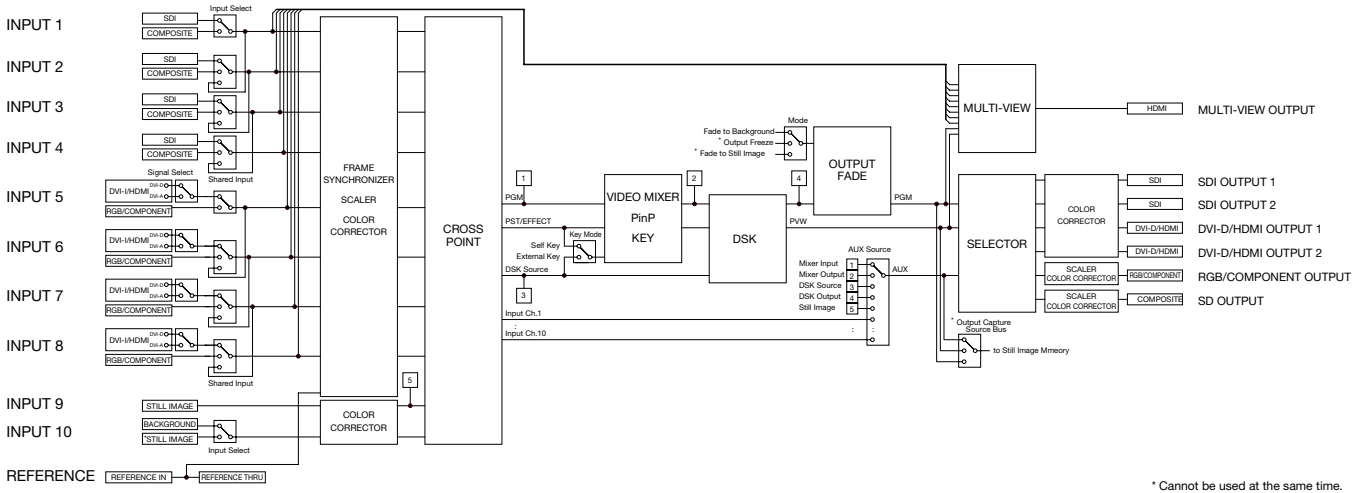 INPUT 1
SDI
COMPOSITE
Input Select
INPUT 2
SDI
COMPOSITE
INPUT 3
SDI
COMPOSITE
INPUT 4
SDI
COMPOSITE
Signal Select
Shared Input
INPUT 5
DVI-I/HDMI
DVI-D
DVI-A
RGB/COMPONENT
INPUT 6
DVI-I/HDMI
DVI-D
DVI-A
RGB/COMPONENT
INPUT 7
DVI-I/HDMI
DVI-D
DVI-A
RGB/COMPONENT
INPUT 8
DVI-I/HDMI
DVI-D
DVI-A
RGB/COMPONENT
Shared Input
INPUT 9
STILL IMAGE
INPUT 10
BACKGROUND
*STILL IMAGE
Input Select
REFERENCE
REFERENCE IN
REFERENCE THRU
FRAME
SYNCHRONIZER
SCALER
COLOR
CORRECTOR
COLOR
CORRECTOR
5
CROSS
POINT
1
PGM
PST/EFFECT
Self Key
External Key
Key Mode
DSK Source
3
Input Ch.1
:
Input Ch.10
VIDEO MIXER
PinP
KEY
2
DSK
4
Mode
Fade to Background
* Output Freeze
* Fade to Still Image
OUTPUT
FADE
PGM
PVW
AUX Source
Mixer Input 1
Mixer Output 2
DSK Source 3
DSK Output 4
Still Image 5
: :
AUX
* Output Capture
Source Bus
to Still Image Mmeory
MULTI-VIEW
HDMI
MULTI-VIEW OUTPUT
SELECTOR
COLOR
CORRECTOR
SCALER
COLOR CORRECTOR
SCALER
COLOR CORRECTOR
SDI
SDI OUTPUT 1
SDI
SDI OUTPUT 2
DVI-D/HDMI
DVI-D/HDMI OUTPUT 1
DVI-D/HDMI
DVI-D/HDMI OUTPUT 2
RGB/COMPONENT
RGB/COMPONENT OUTPUT
COMPOSITE
SD OUTPUT
* Cannot be used at the same time.